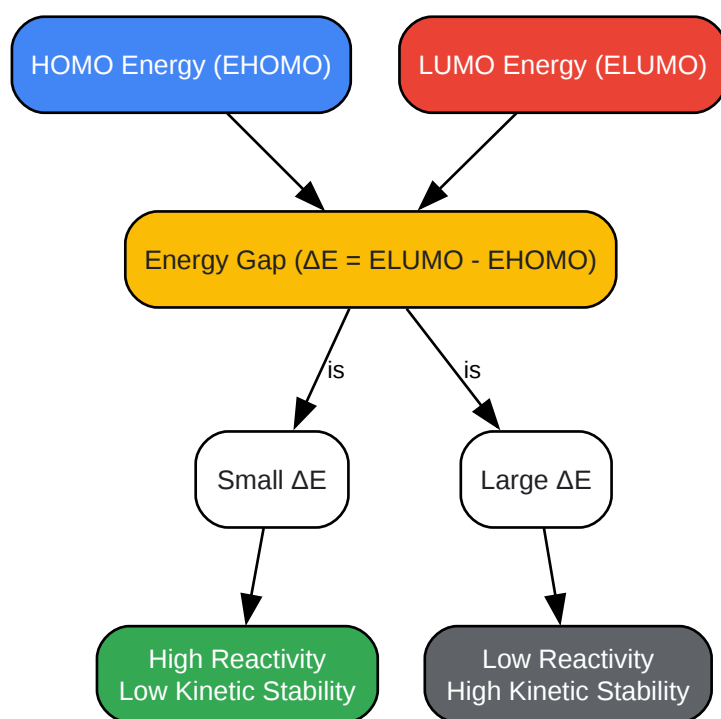 HOMO Energy (EHOMO)
LUMO Energy (ELUMO)
Energy Gap (ΔE = ELUMO - EHOMO)
is
is
Small ΔE
Large ΔE
High Reactivity
Low Kinetic Stability
Low Reactivity
High Kinetic Stability